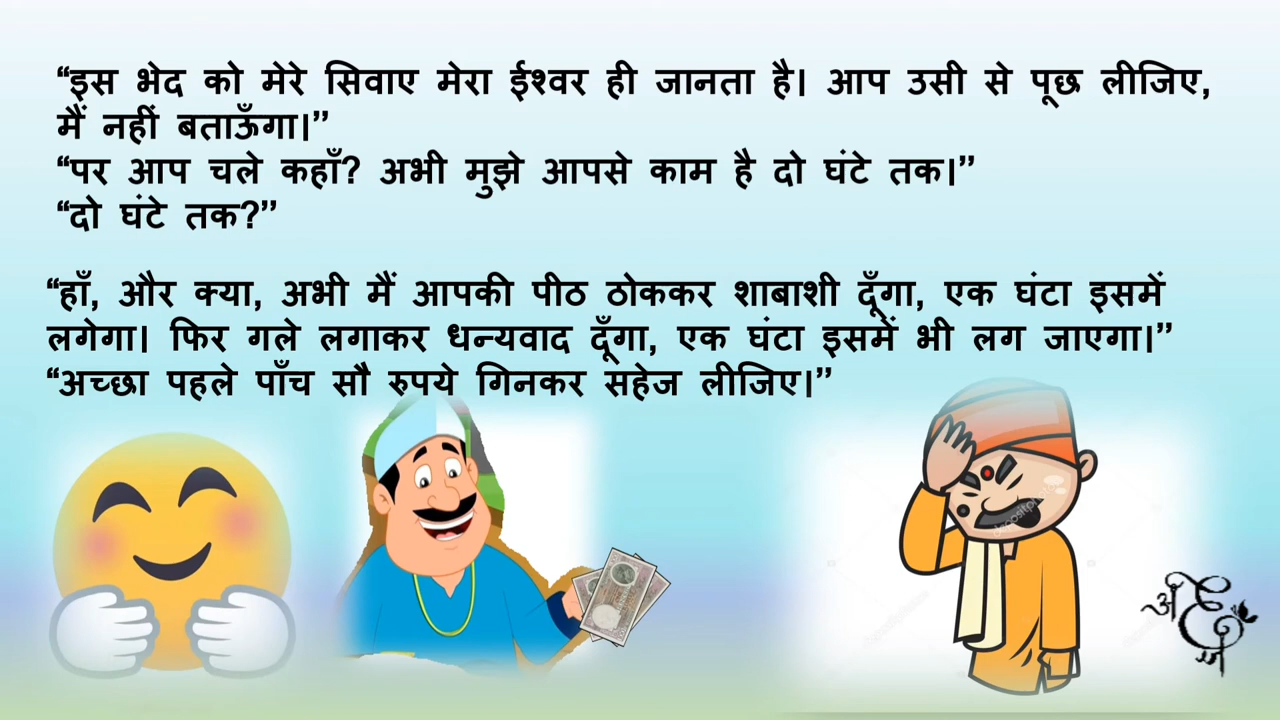 “इस भेद को मेरे सिवाए मेरा ईश्वर ही जानता है। आप उसी से पूछ लीजिए,
मैं नहीं बताऊँगा।”
“पर आप चले कहाँ? अभी मुझे आपसे काम है दो घंटे तक।”
“दो घंटे तक?”
“हाँ, और क्या, अभी मैं आपकी पीठ ठोककर शाबाशी दूँगा, एक घंटा इसमें
लगेगा। फिर गले लगाकर धन्यवाद दूँगा, एक घंटा इसमें भी लग जाएगा।”
“अच्छा पहले पाँच सौ रुपये गिनकर सहेज लीजिए।”